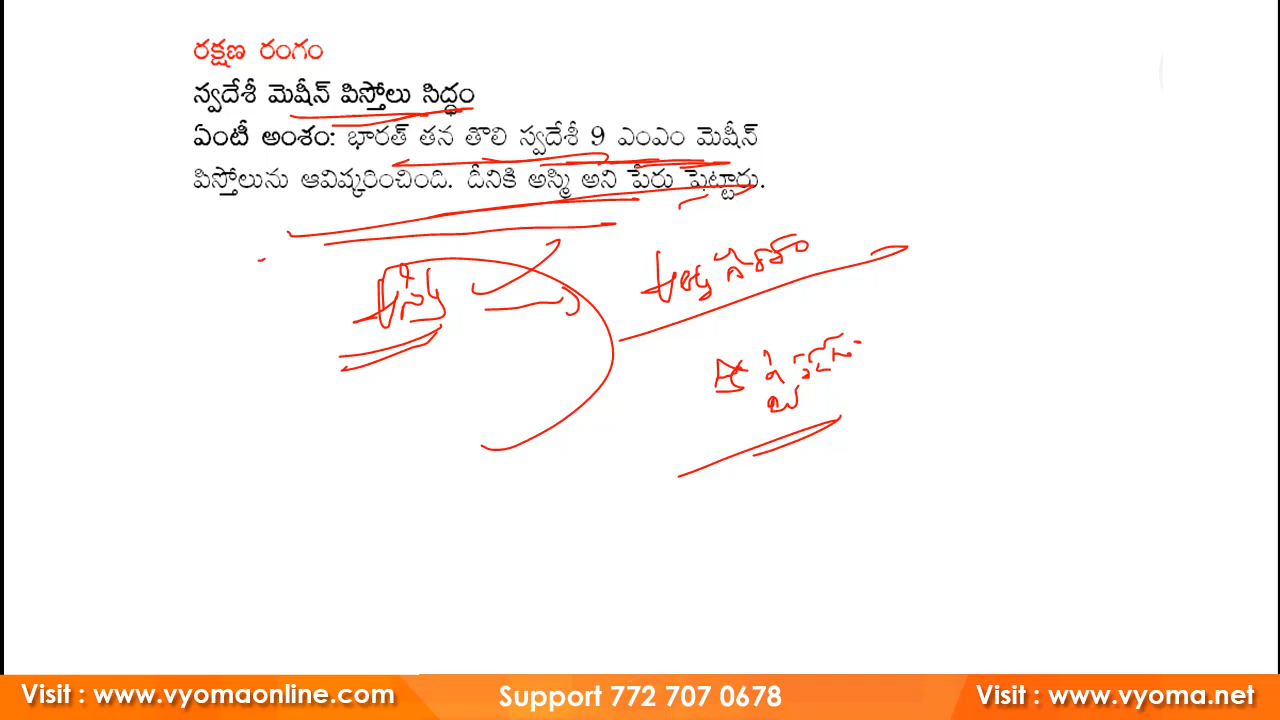 రక్షణ రంగం
స్వదేశీ మెషీన్ పిస్తోలు సిద్ధం
ఏంటీ అంశం: భారత్ తన తొలి స్వదేశీ 9 ఎంఎం మెషీన్
పిస్తోలును ఆవిష్కరించింది. దీనికి అస్మి అని పేరు పెట్టారు.
Visit : www.vyomaonline.com
Support 772 707 0678
Visit : www.vyoma.net